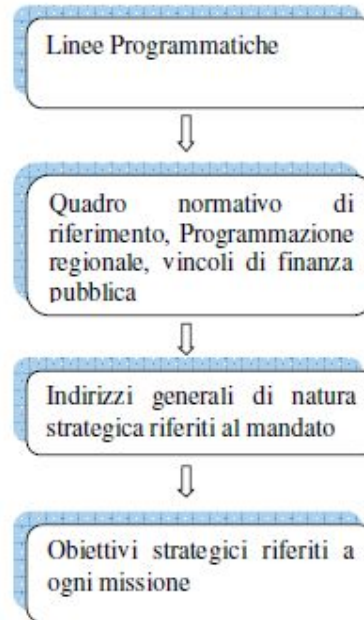 Linee Programmatiche
Quadro normativo di
riferimento, Programmazione
regionale, vincoli di finanza
pubblica
Indirizzi generali di natura
strategica riferiti al mandato
Obiettivi strategici riferiti a
ogni missione